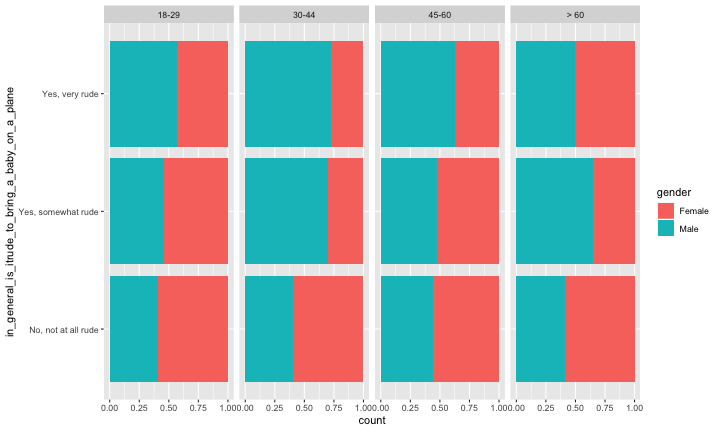 18-29
30-44
45-60
> 60
in_general_is_itrude_to_bring_a_baby_on_a_plane
Yes, very rude
Yes, somewhat rude
No, not at all rude
0.00 0.25 0.50 0.75 1.00
0.00 0.25 0.50 0.75 1.00
0.00 0.25 0.50 0.75 1.00
0.00 0.25 0.50 0.75 1.00
count
gender
Female
Male